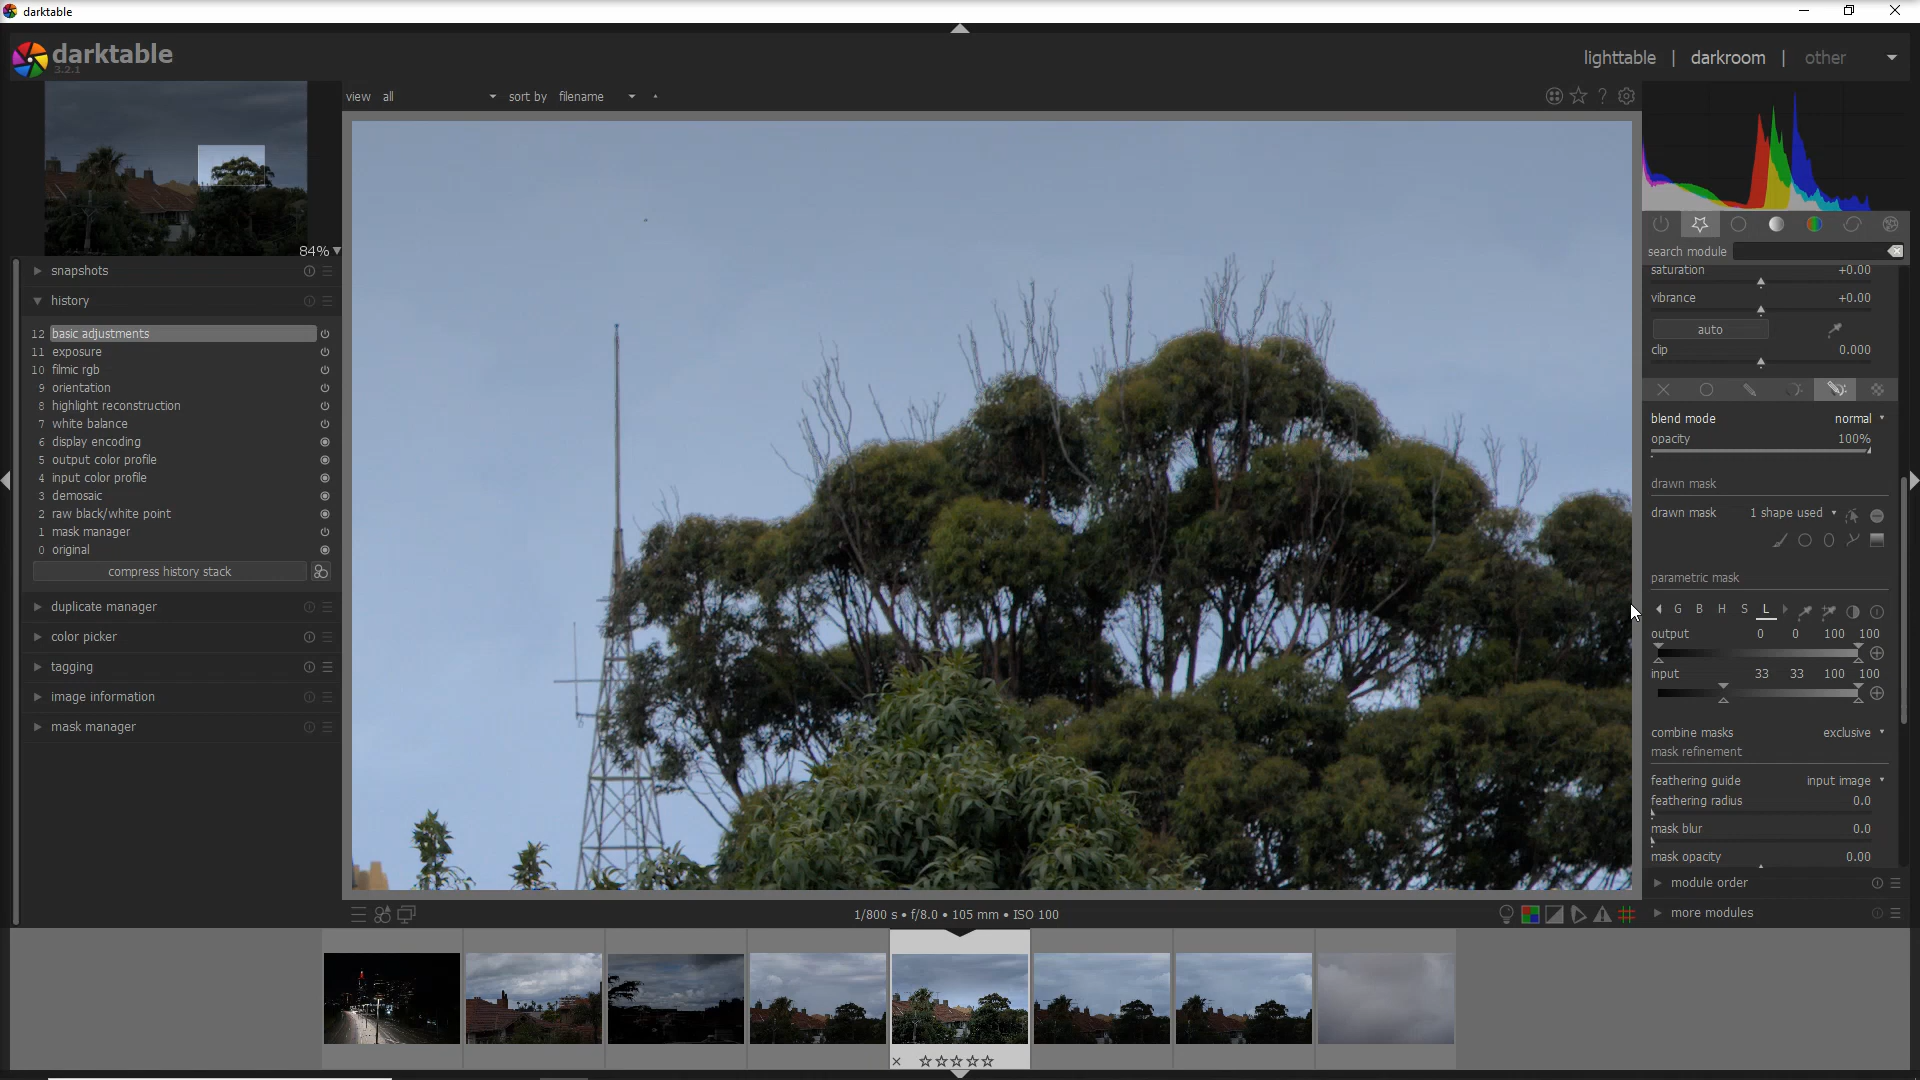 darktable
darktable
3.2.1
lighttable | darkroom | other
view all sort by filename
84%
snapshots
history
12 basic adjustments
11 exposure
10 filmic rgb
9 orientation
8 highlight reconstruction
7 white balance
6 display encoding
5 output color profile
4 input color profile
3 demosaic
2 raw black/white point
1 mask manager
0 original
compress history stack
duplicate manager
color picker
tagging
image information
mask manager
search module
saturation +0.00
vibrance +0.00
auto
clip 0.000
blend mode normal
opacity 100%
drawn mask
drawn mask 1 shape used
parametric mask
G B H S L
output 0 0 100 100
input 33 33 100 100
combine masks exclusive
mask refinement
feathering guide input image
feathering radius 0.0
mask blur 0.0
mask opacity 0.00
module order
more modules
1/800 s • f/8.0 • 105 mm • ISO 100